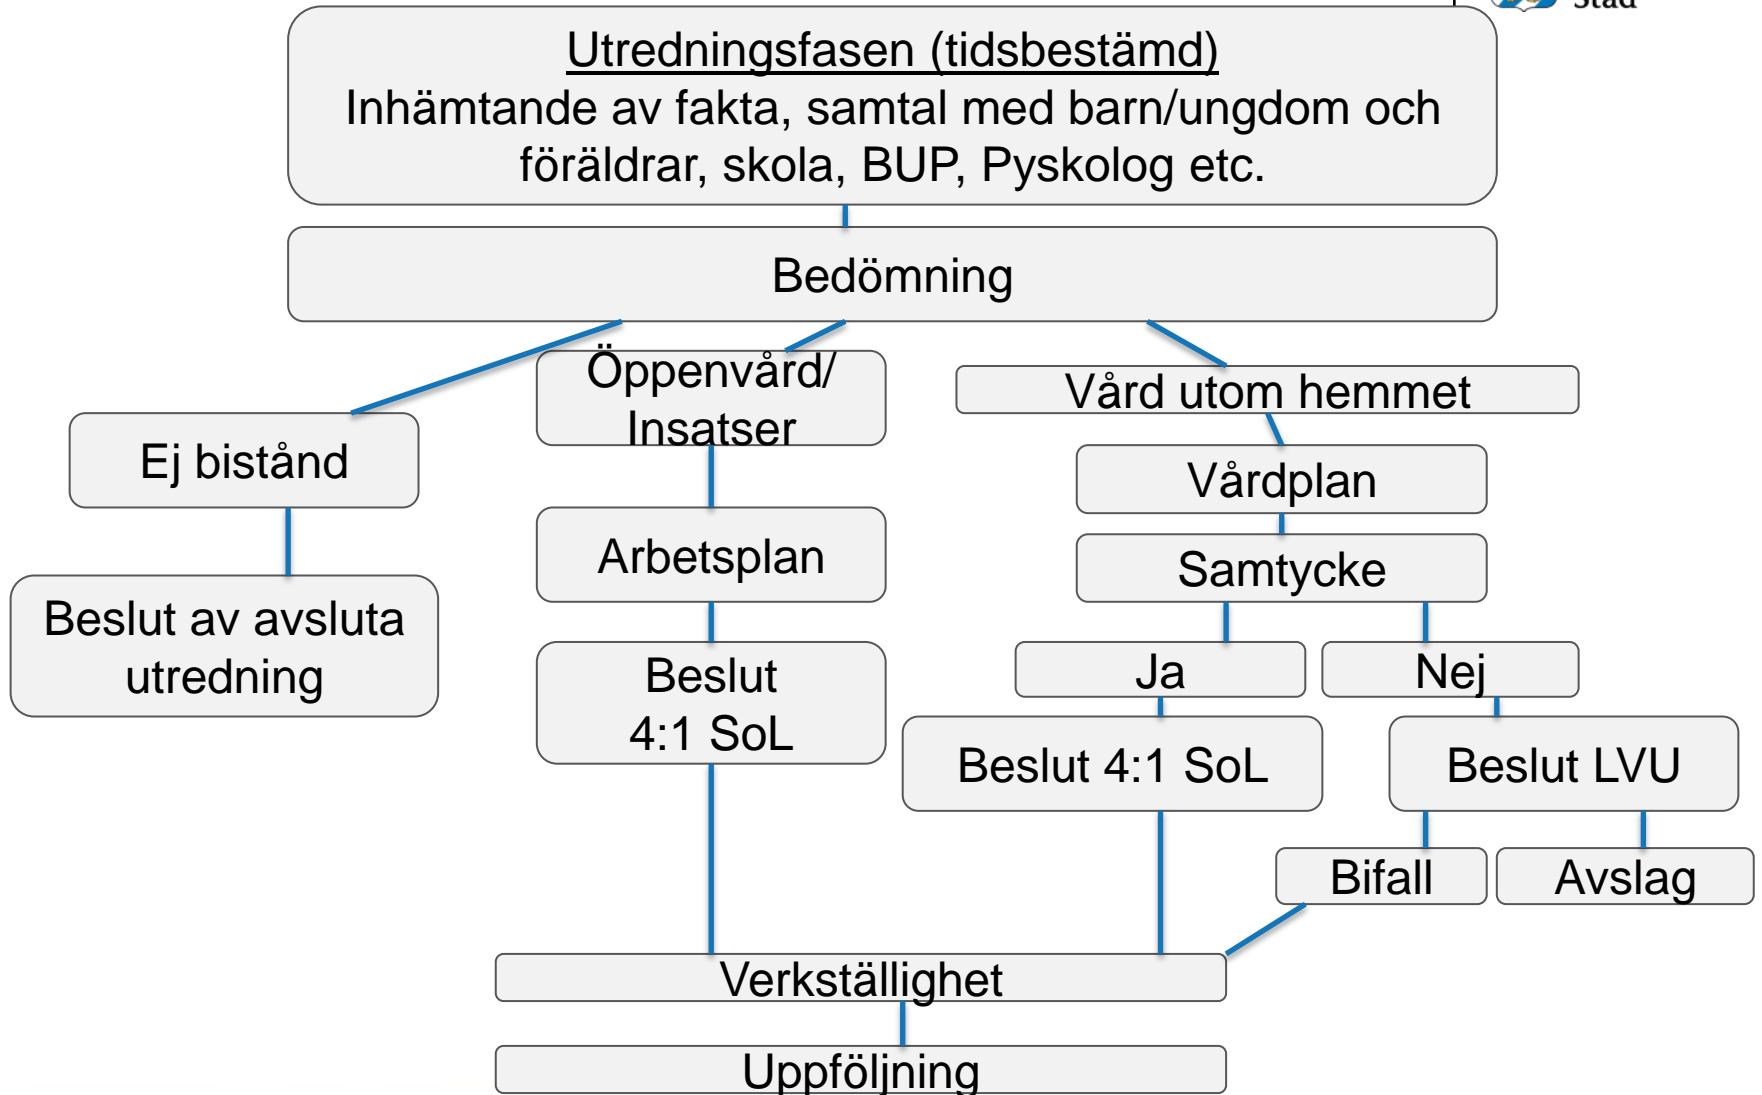 Stad
Utredningsfasen (tidsbestämd)
Inhämtande av fakta, samtal med barn/ungdom och
föräldrar, skola, BUP, Pyskolog etc.
Bedömning
Ej bistånd
Beslut av avsluta
utredning
Öppenvård/
Insatser
Arbetsplan
Beslut
4:1 SoL
Vård utom hemmet
Vårdplan
Samtycke
Ja
Nej
Beslut 4:1 SoL
Beslut LVU
Bifall
Avslag
Verkställighet
Uppföljning